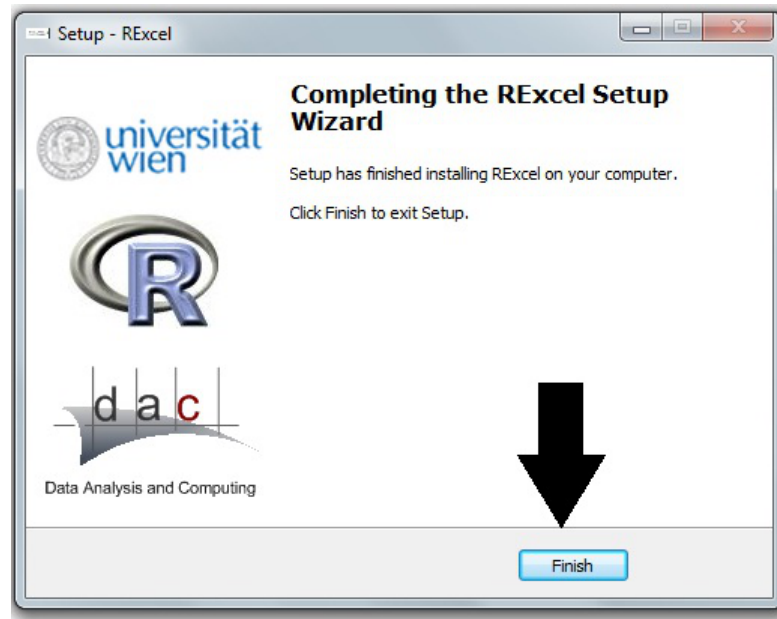 Setup - RExcel
Completing the RExcel Setup
Wizard
universität
wien
Setup has finished installing RExcel on your computer.
Click Finish to exit Setup.
R
d a c
Data Analysis and Computing
Finish